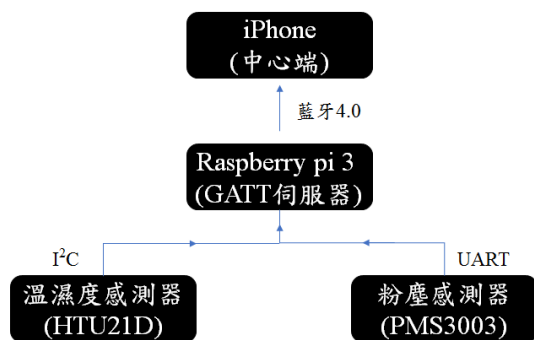 iPhone
(中心端)
藍牙4.0
Raspberry pi 3
(GATT伺服器)
I²C
UART
溫濕度感測器
(HTU21D)
粉塵感測器
(PMS3003)